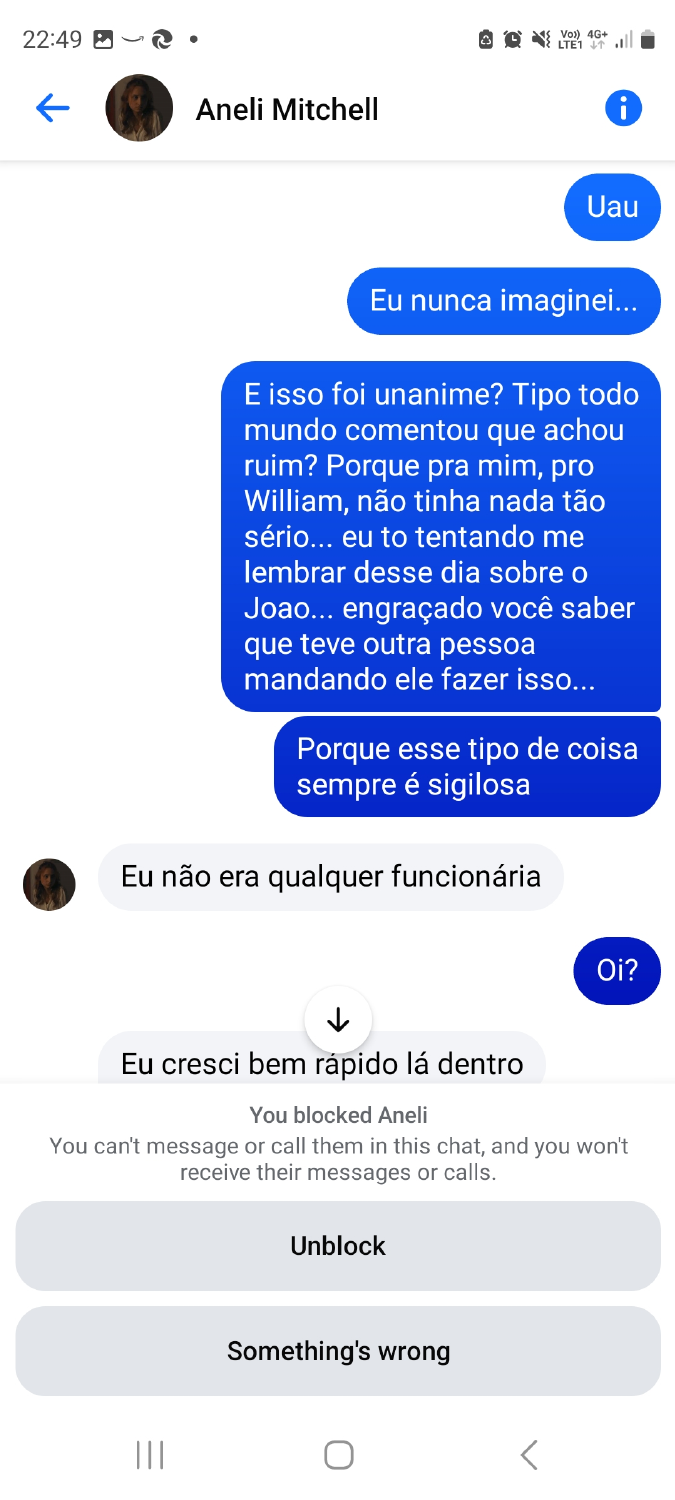 22:49
Vo)) 4G+
LTE1
Aneli Mitchell
Uau
Eu nunca imaginei...
E isso foi unanime? Tipo todo
mundo comentou que achou
ruim? Porque pra mim, pro
William, não tinha nada tão
sério... eu to tentando me
lembrar desse dia sobre o
Joao... engraçado você saber
que teve outra pessoa
mandando ele fazer isso...
Porque esse tipo de coisa
sempre é sigilosa
Eu não era qualquer funcionária
Oi?
Eu cresci bem rápido lá dentro
You blocked Aneli
You can't message or call them in this chat, and you won't
receive their messages or calls.
Unblock
Something's wrong